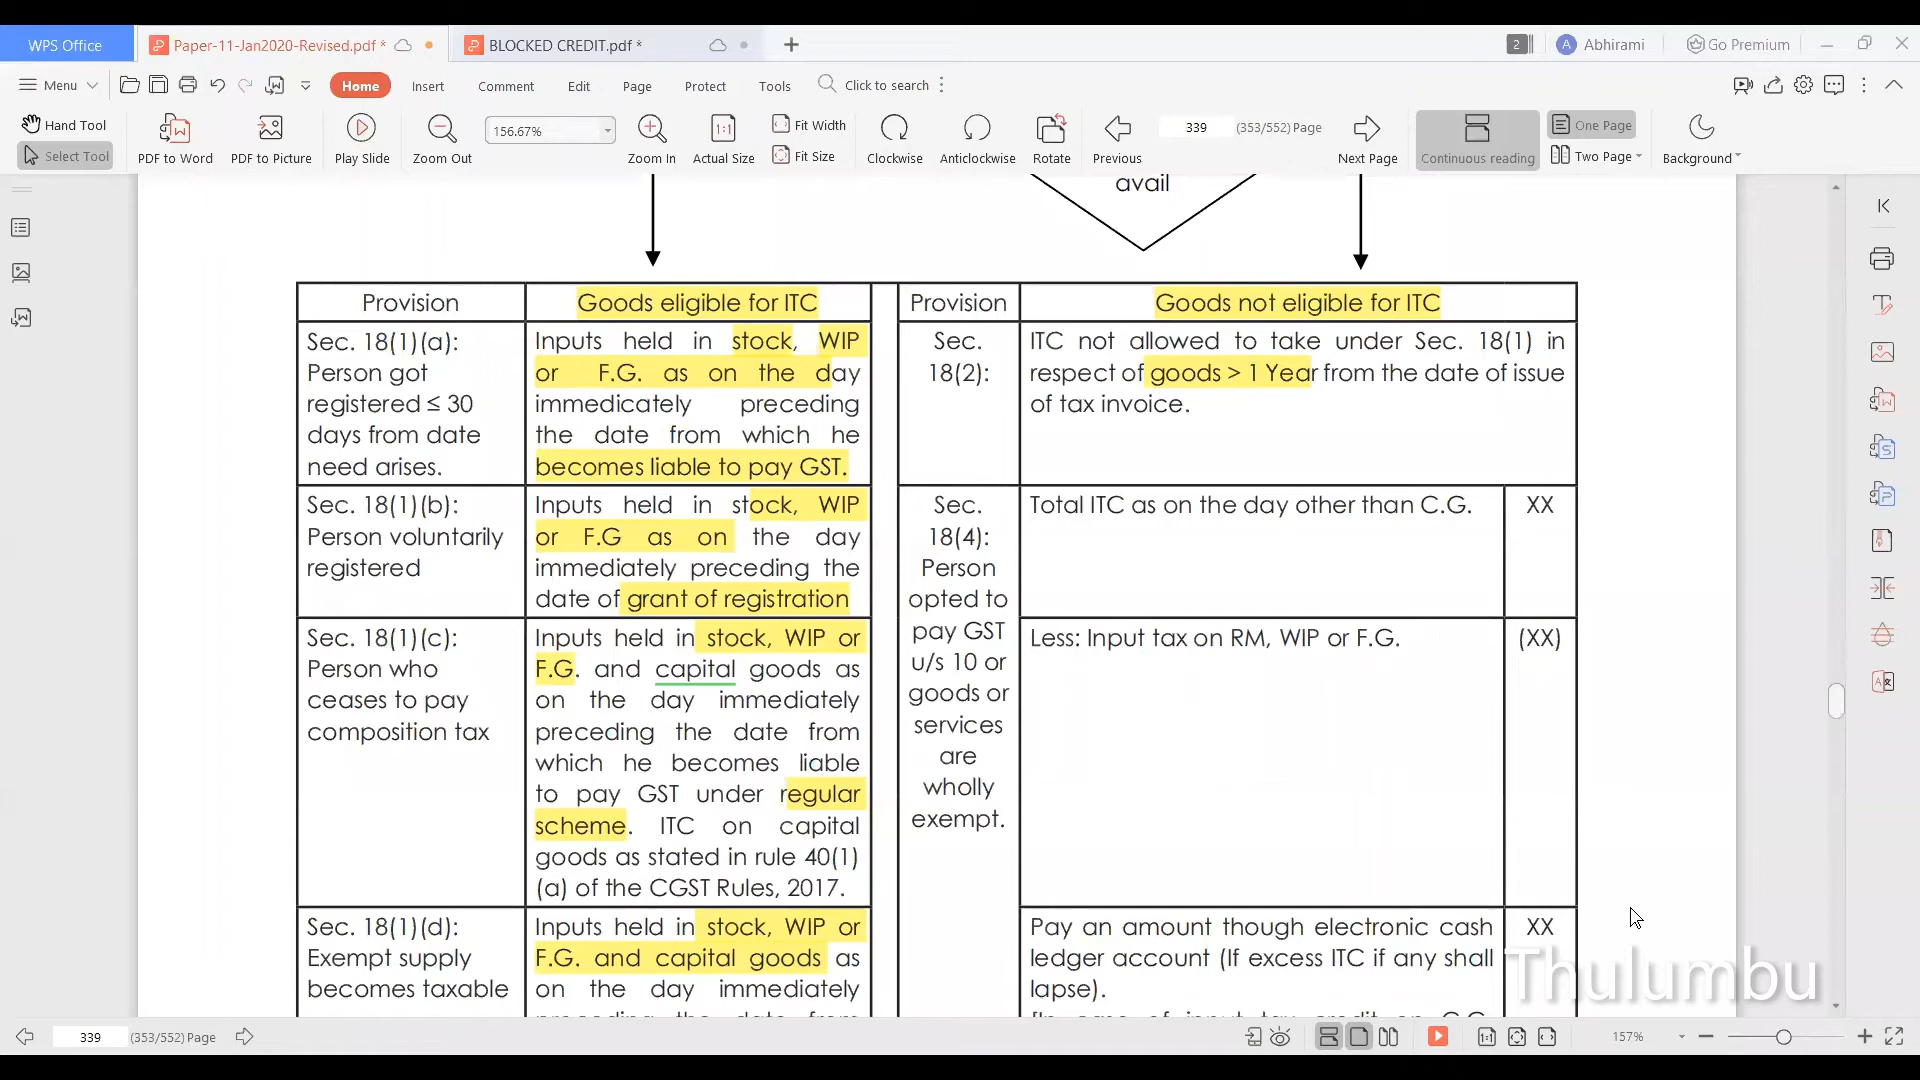 WPS Office
Paper-11-Jan2020-Revised.pdf *
BLOCKED CREDIT.pdf *
2
A
Abhirami
Go Premium
Menu
Home
Insert
Comment
Edit
Page
Protect
Tools
Click to search
Hand Tool
Select Tool
PDF to Word
PDF to Picture
Play Slide
Zoom Out
156.67%
Zoom In
1:1
Actual Size
Fit Width
Fit Size
Clockwise
Anticlockwise
Rotate
Previous
339
(353/552) Page
Next Page
Continuous reading
One Page
Two Page
Background
avail
Provision
Goods eligible for ITC
Sec. 18(1)(a):
Person got
registered ≤ 30
days from date
need arises.
Inputs held in stock, WIP
or F.G. as on the day
immedicately preceding
the date from which he
becomes liable to pay GST.
Sec. 18(1)(b):
Person voluntarily
registered
Inputs held in stock, WIP
or F.G as on the day
immediately preceding the
date of grant of registration
Sec. 18(1)(c):
Person who
ceases to pay
composition tax
Inputs held in stock, WIP or
F.G. and capital goods as
on the day immediately
preceding the date from
which he becomes liable
to pay GST under regular
scheme. ITC on capital
goods as stated in rule 40(1)
(a) of the CGST Rules, 2017.
Sec. 18(1)(d):
Exempt supply
becomes taxable
Inputs held in stock, WIP or
F.G. and capital goods as
on the day immediately
preceding the date from
Provision
Goods not eligible for ITC
Sec.
18(2):
ITC not allowed to take under Sec. 18(1) in
respect of goods > 1 Year from the date of issue
of tax invoice.
Sec.
18(4):
Person
opted to
pay GST
u/s 10 or
goods or
services
are
wholly
exempt.
Total ITC as on the day other than C.G.
XX
Less: Input tax on RM, WIP or F.G.
(XX)
Pay an amount though electronic cash
ledger account (If excess ITC if any shall
lapse).
XX
[In case of input tax credit on C.G.
Thulumbu
339
(353/552) Page
157%